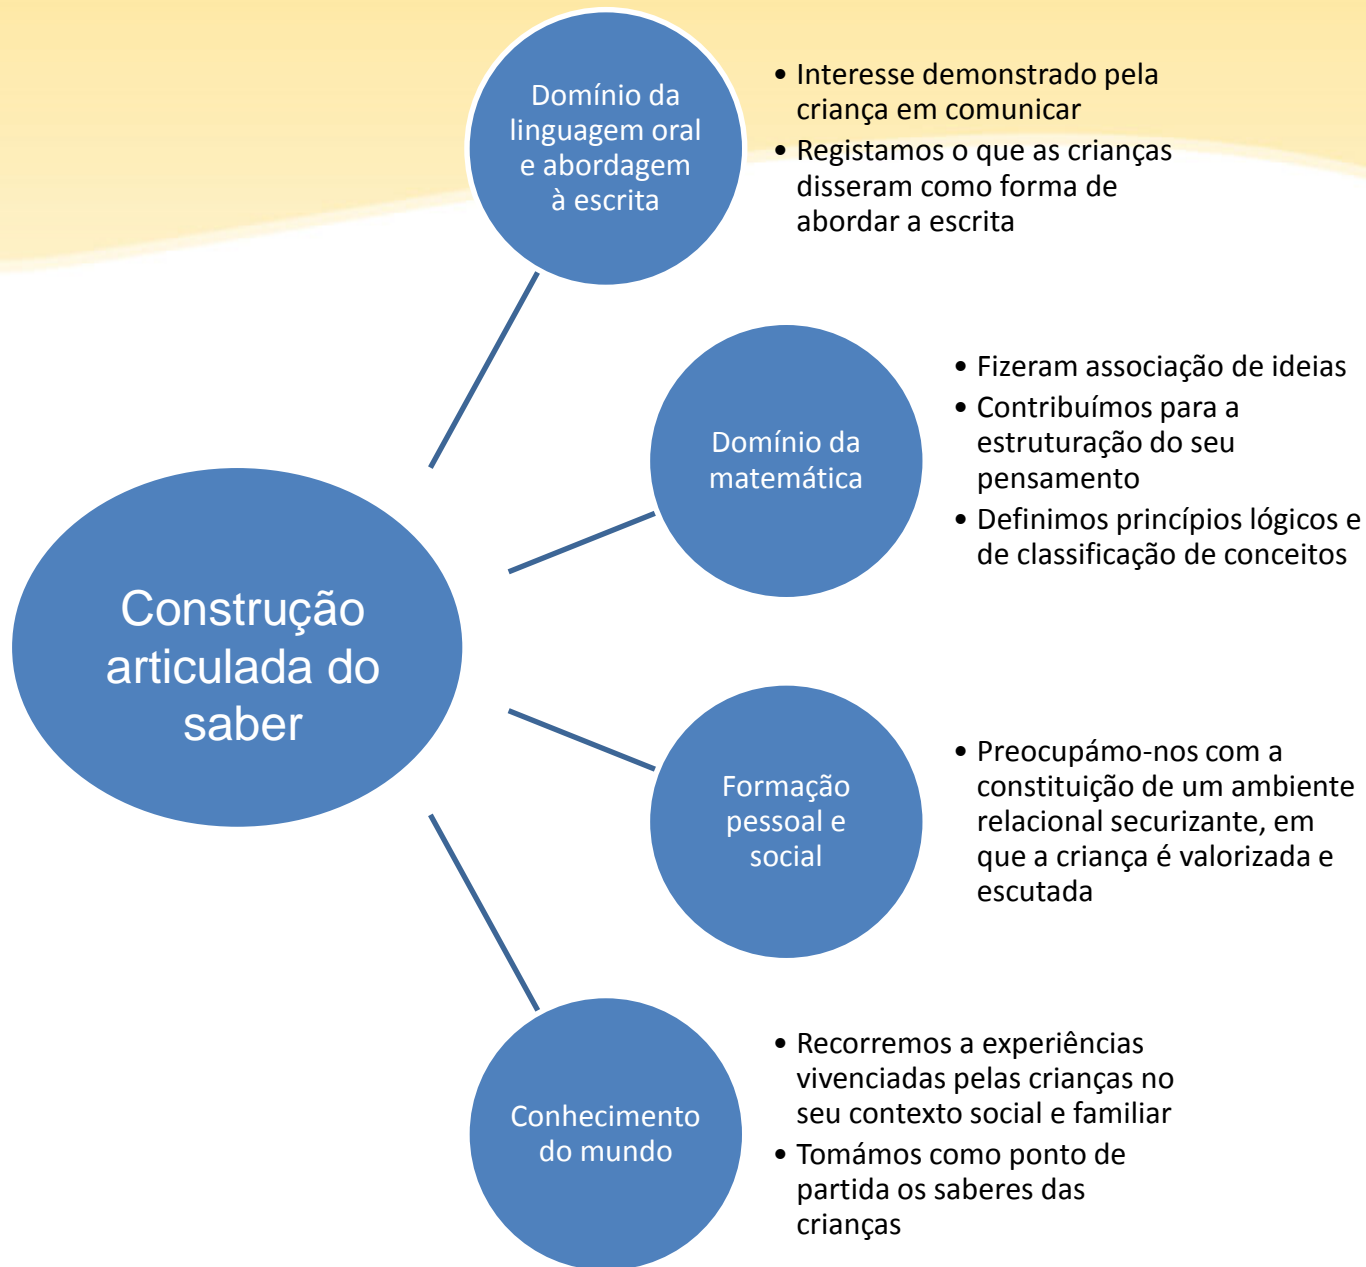 Domínio da
linguagem oral
e abordagem
à escrita
• Interesse demonstrado pela
criança em comunicar
• Registamos o que as crianças
disseram como forma de
abordar a escrita
Domínio da
matemática
• Fizeram associação de ideias
• Contribuímos para a
estruturação do seu
pensamento
• Definimos princípios lógicos e
de classificação de conceitos
Construção
articulada do
saber
Formação
pessoal e
social
• Preocupámo-nos com a
constituição de um ambiente
relacional securizante, em
que a criança é valorizada e
escutada
Conhecimento
do mundo
• Recorremos a experiências
vivenciadas pelas crianças no
seu contexto social e familiar
• Tomámos como ponto de
partida os saberes das
crianças